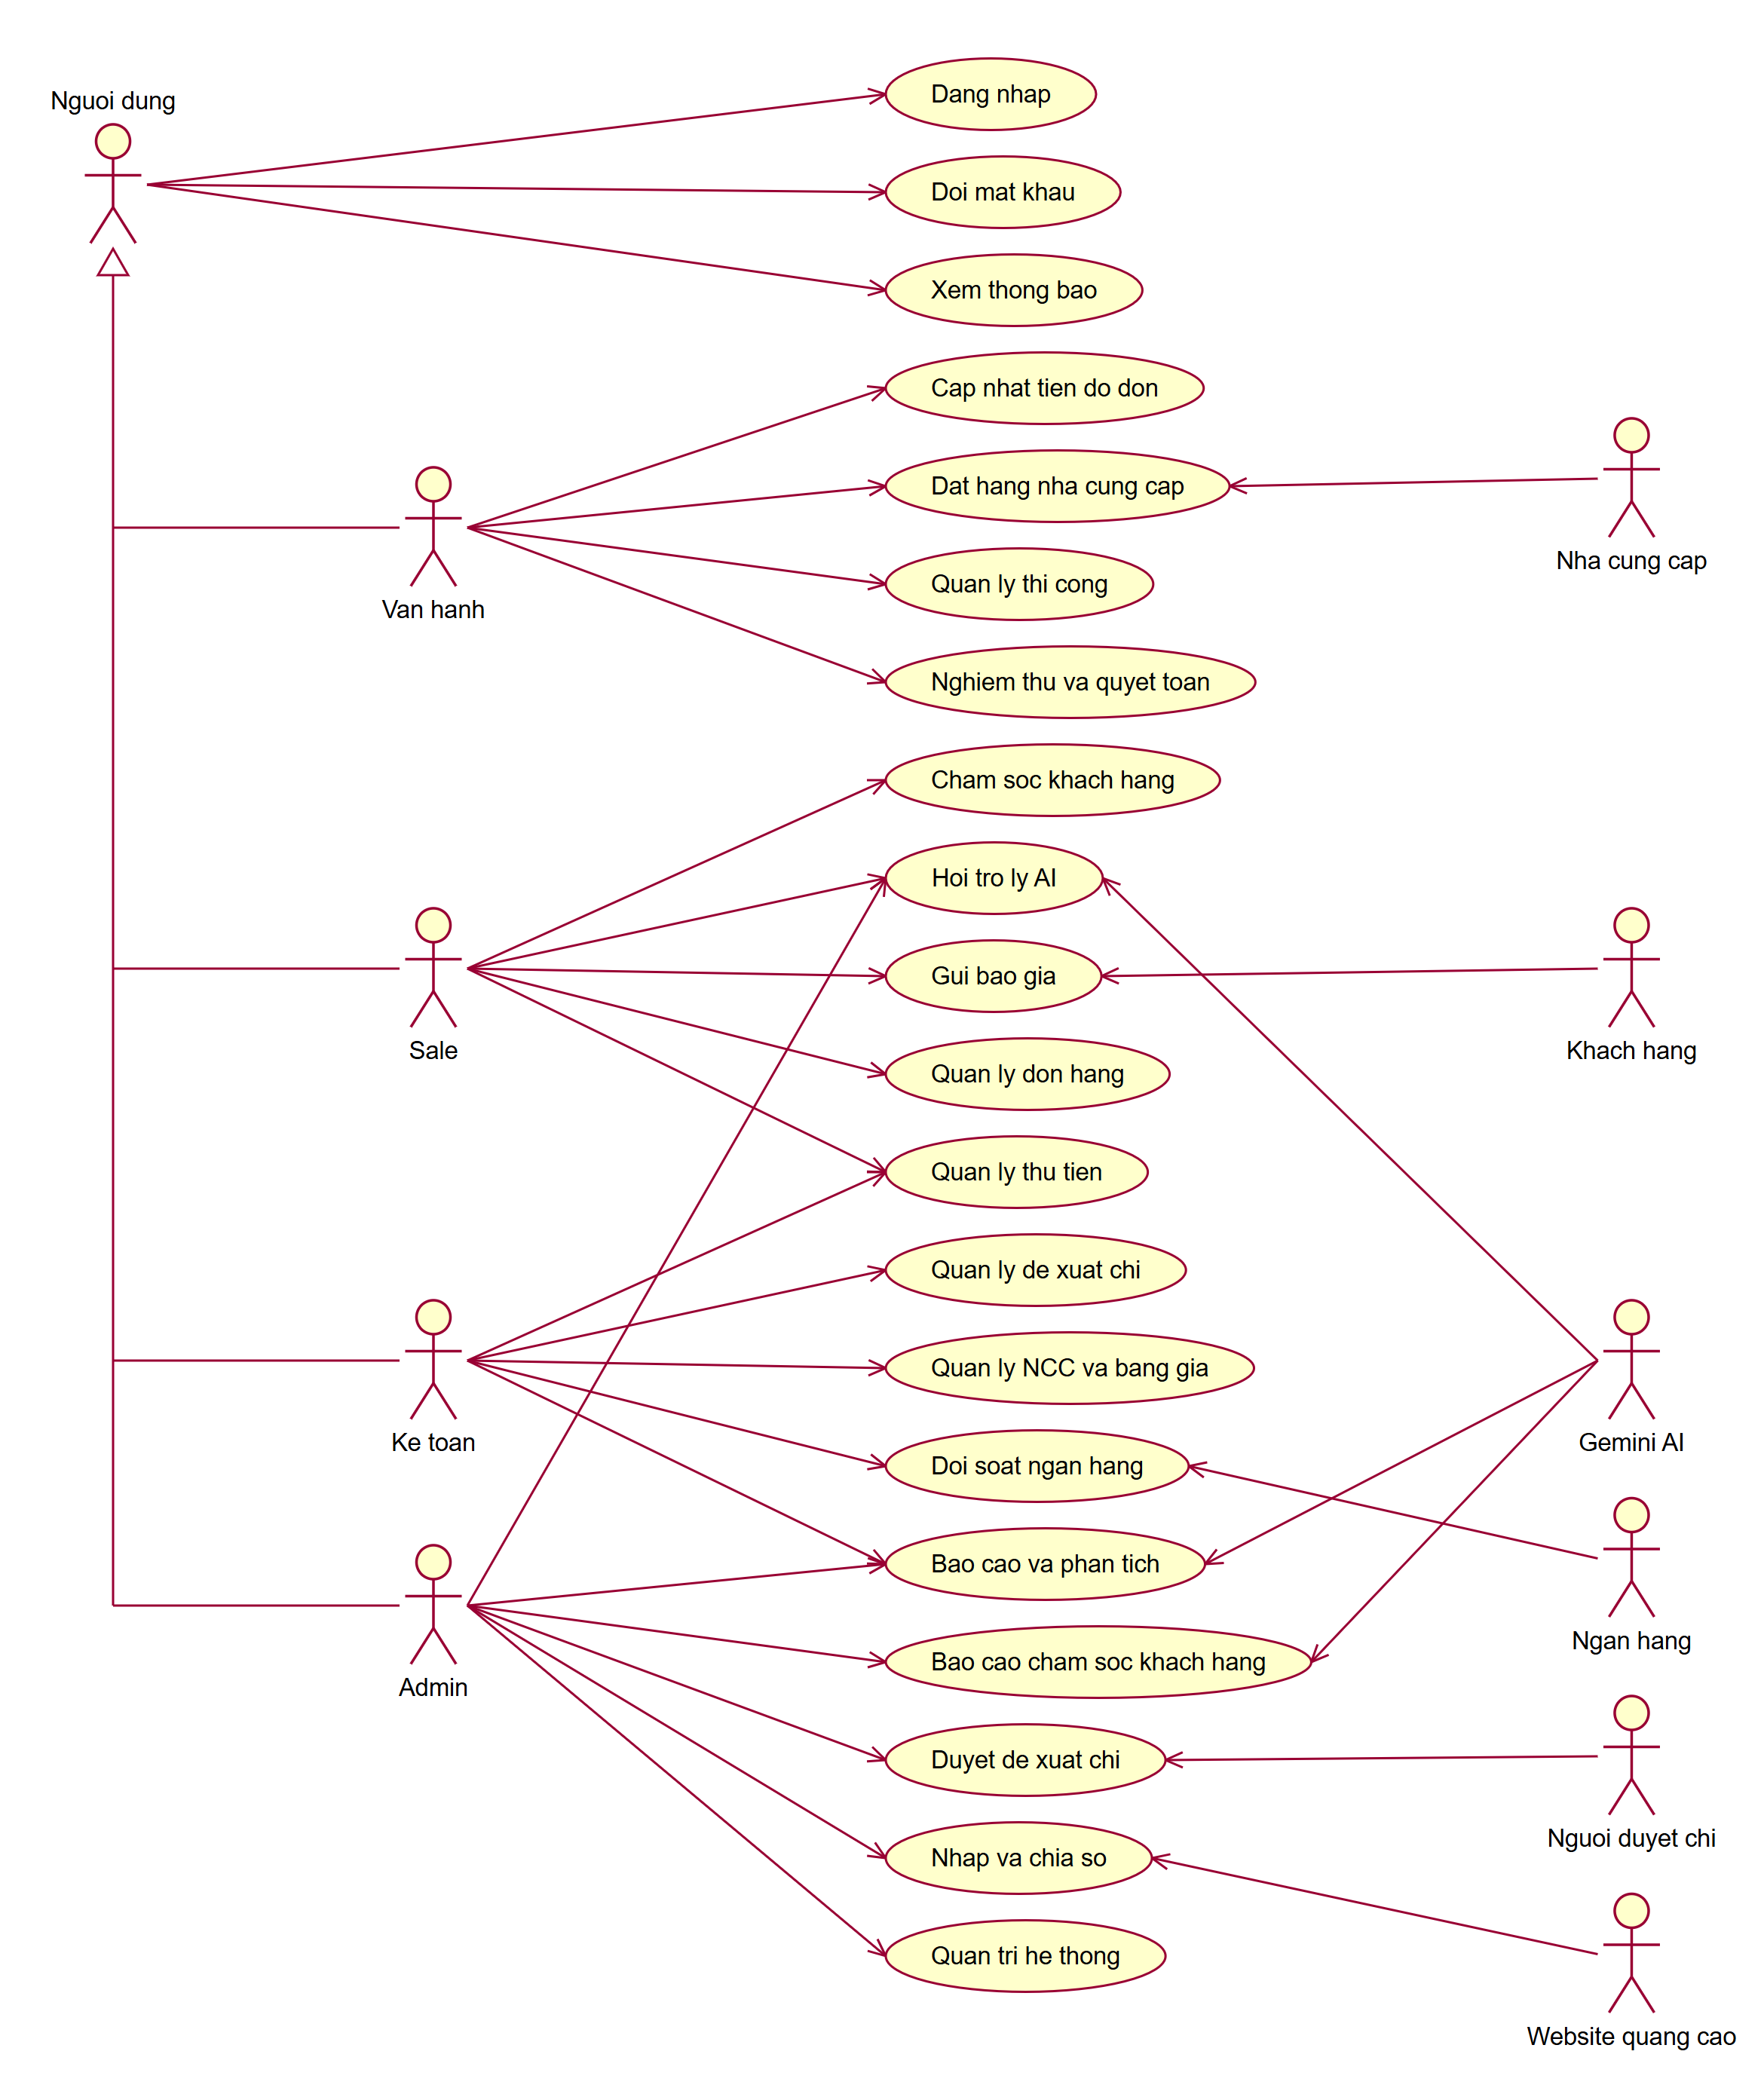 Nguoi dung
Dang nhap
Doi mat khau
Xem thong bao
Cap nhat tien do don
Dat hang nha cung cap
Nha cung cap
Quan ly thi cong
Van hanh
Nghiem thu va quyet toan
Cham soc khach hang
Hoi tro ly AI
Gui bao gia
Sale
Khach hang
Quan ly don hang
Quan ly thu tien
Quan ly de xuat chi
Quan ly NCC va bang gia
Ke toan
Gemini AI
Doi soat ngan hang
Bao cao va phan tich
Ngan hang
Bao cao cham soc khach hang
Admin
Duyet de xuat chi
Nguoi duyet chi
Nhap va chia so
Quan tri he thong
Website quang cao